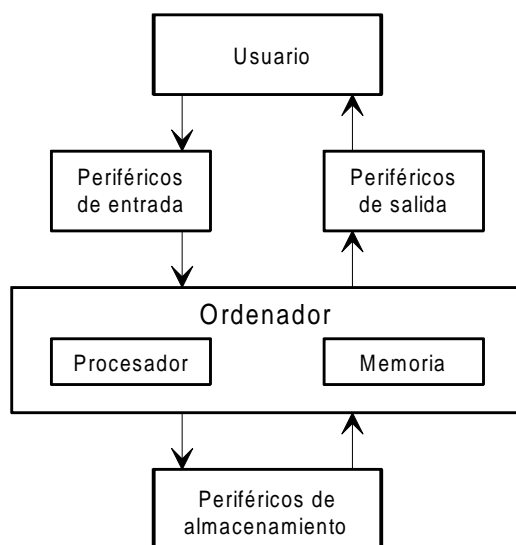 Usuario
Periféricos
de entrada
Periféricos
de salida
Ordenador
Procesador
Memoria
Periféricos de
almacenamiento